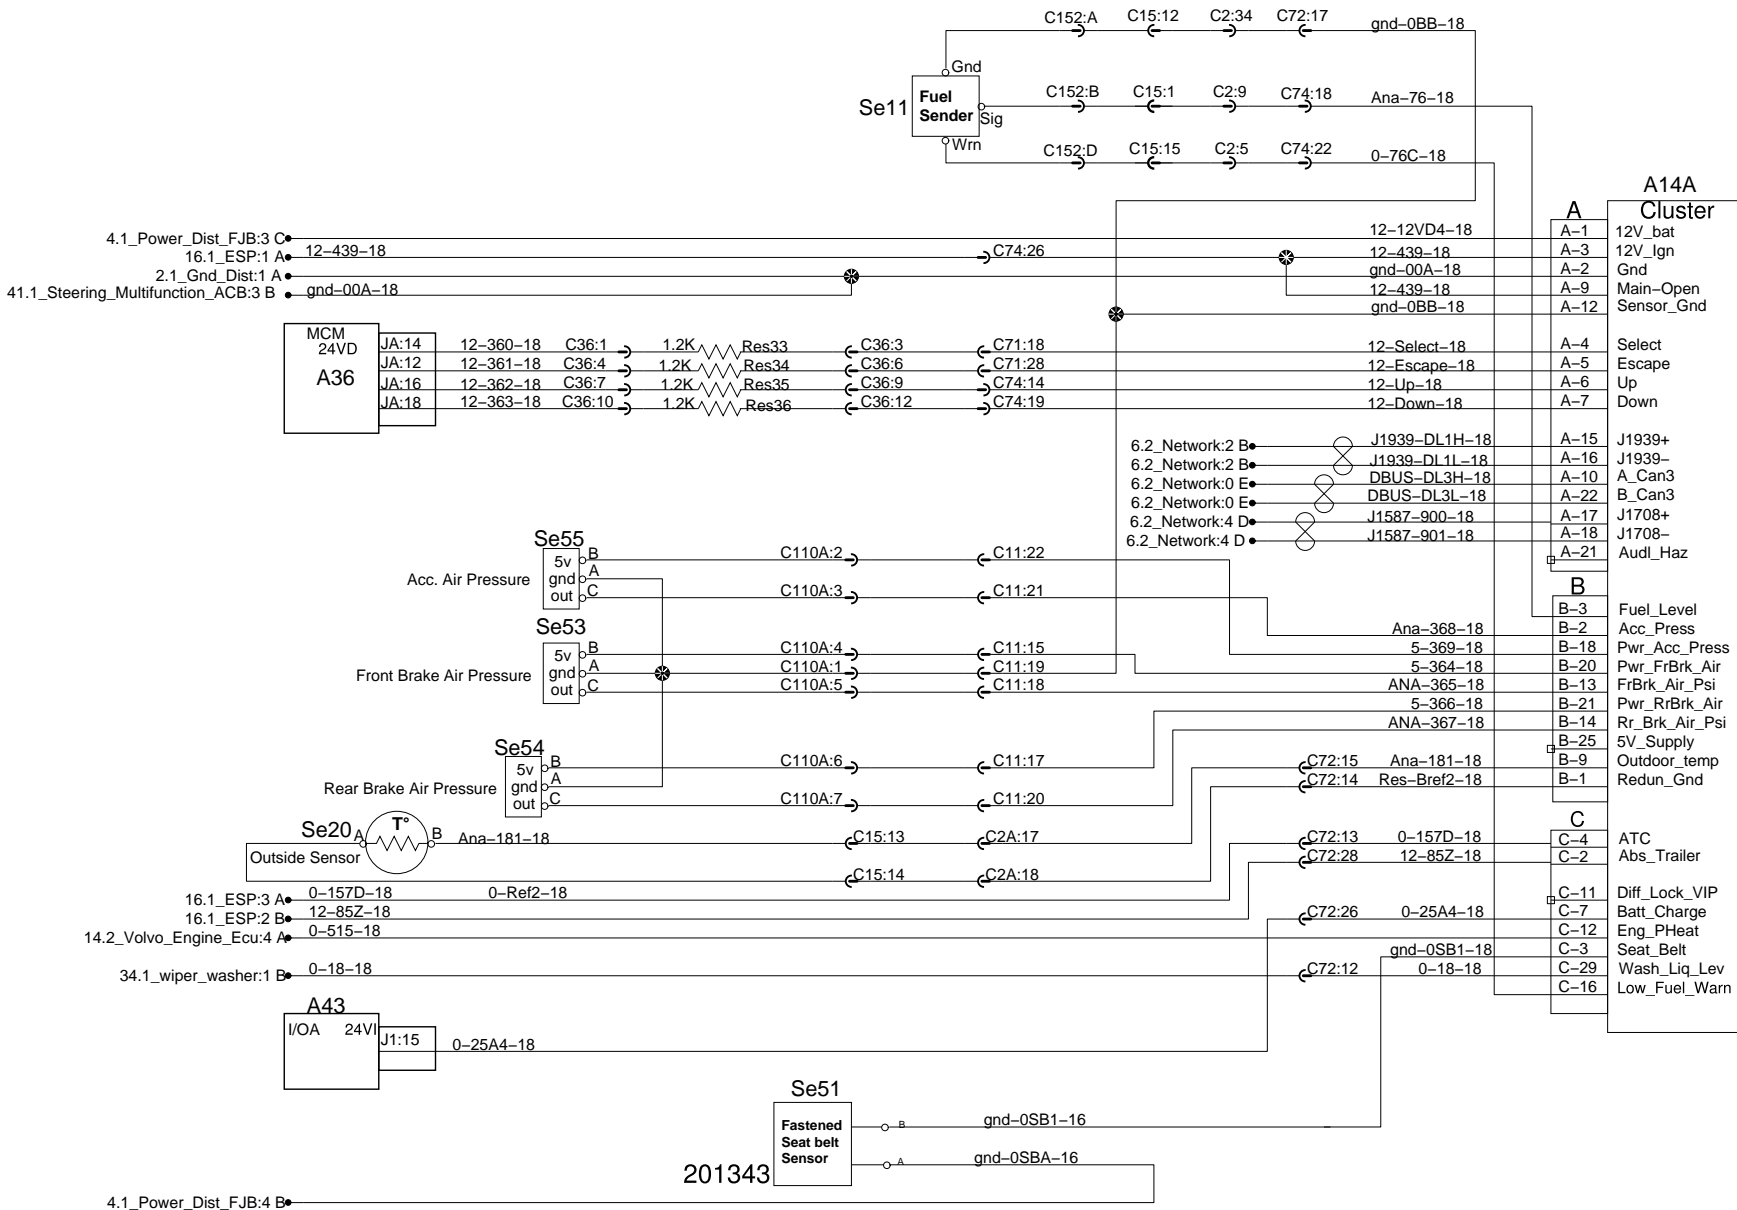 C152:A C15:12 C2:34 C72:17 gnd-0BB-18
Gnd
Se11 Fuel Sender Sig
C152:B C15:1 C2:9 C74:18 Ana-76-18
Wrn
C152:D C15:15 C2:5 C74:22 0-76C-18
A14A
A Cluster
4.1_Power_Dist_FJB:3 C 12-12VD4-18 A-1 12V_bat
16.1_ESP:1 A 12-439-18 C74:26 12-439-18 A-3 12V_Ign
2.1_Gnd_Dist:1 A gnd-00A-18 A-2 Gnd
41.1_Steering_Multifunction_ACB:3 B gnd-00A-18 12-439-18 A-9 Main-Open
gnd-0BB-18 A-12 Sensor_Gnd
MCM
24VD
A36
JA:14 12-360-18 C36:1 1.2K Res33 C36:3 C71:18 12-Select-18 A-4 Select
JA:12 12-361-18 C36:4 1.2K Res34 C36:6 C71:28 12-Escape-18 A-5 Escape
JA:16 12-362-18 C36:7 1.2K Res35 C36:9 C74:14 12-Up-18 A-6 Up
JA:18 12-363-18 C36:10 1.2K Res36 C36:12 C74:19 12-Down-18 A-7 Down
6.2_Network:2 B J1939-DL1H-18 A-15 J1939+
6.2_Network:2 B J1939-DL1L-18 A-16 J1939-
6.2_Network:0 E DBUS-DL3H-18 A-10 A_Can3
6.2_Network:0 E DBUS-DL3L-18 A-22 B_Can3
6.2_Network:4 D J1587-900-18 A-17 J1708+
6.2_Network:4 D J1587-901-18 A-18 J1708-
A-21 Audl_Haz
Se55
5v B C110A:2 C11:22
Acc. Air Pressure gnd A
out C C110A:3 C11:21
B
B-3 Fuel_Level
Se53
Ana-368-18 B-2 Acc_Press
5-369-18 B-18 Pwr_Acc_Press
5v B C110A:4 C11:15 5-364-18 B-20 Pwr_FrBrk_Air
Front Brake Air Pressure gnd A C110A:1 C11:19
out C C110A:5 C11:18 ANA-365-18 B-13 FrBrk_Air_Psi
5-366-18 B-21 Pwr_RrBrk_Air
ANA-367-18 B-14 Rr_Brk_Air_Psi
B-25 5V_Supply
Se54
5v B C110A:6 C11:17 C72:15 Ana-181-18 B-9 Outdoor_temp
Rear Brake Air Pressure gnd A C72:14 Res-Bref2-18 B-1 Redun_Gnd
out C C110A:7 C11:20
C
Se20 A T° B Ana-181-18 C15:13 C2A:17 C72:13 0-157D-18 C-4 ATC
Outside Sensor C72:28 12-85Z-18 C-2 Abs_Trailer
C15:14 C2A:18
16.1_ESP:3 A 0-157D-18 0-Ref2-18 C-11 Diff_Lock_VIP
16.1_ESP:2 B 12-85Z-18 C72:26 0-25A4-18 C-7 Batt_Charge
14.2_Volvo_Engine_Ecu:4 A 0-515-18 C-12 Eng_PHeat
gnd-0SB1-18 C-3 Seat_Belt
34.1_wiper_washer:1 B 0-18-18 C72:12 0-18-18 C-29 Wash_Liq_Lev
C-16 Low_Fuel_Warn
A43
I/OA 24VI
J1:15 0-25A4-18
Se51
Fastened
Seat belt
Sensor
B gnd-0SB1-16
A gnd-0SBA-16
201343
4.1_Power_Dist_FJB:4 B